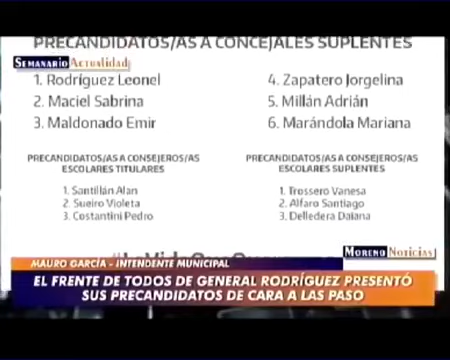 PRECANDIDATOS/AS A CONCEJALES SUPLENTES
SEMANARIO ACTUALIDAD
1. Rodríguez Leonel
2. Maciel Sabrina
3. Maldonado Emir
4. Zapatero Jorgelina
5. Millán Adrián
6. Marándola Mariana
PRECANDIDATOS/AS A CONSEJEROS/AS
ESCOLARES TITULARES
1. Santillán Alan
2. Sueiro Violeta
3. Costantini Pedro
PRECANDIDATOS/AS A CONSEJEROS/AS
ESCOLARES SUPLENTES
1. Trossero Vanesa
2. Alfaro Santiago
3. Delledera Daiana
MORENO NOTICIAS
MAURO GARCÍA - INTENDENTE MUNICIPAL
EL FRENTE DE TODOS DE GENERAL RODRÍGUEZ PRESENTÓ
SUS PRECANDIDATOS DE CARA A LAS PASO